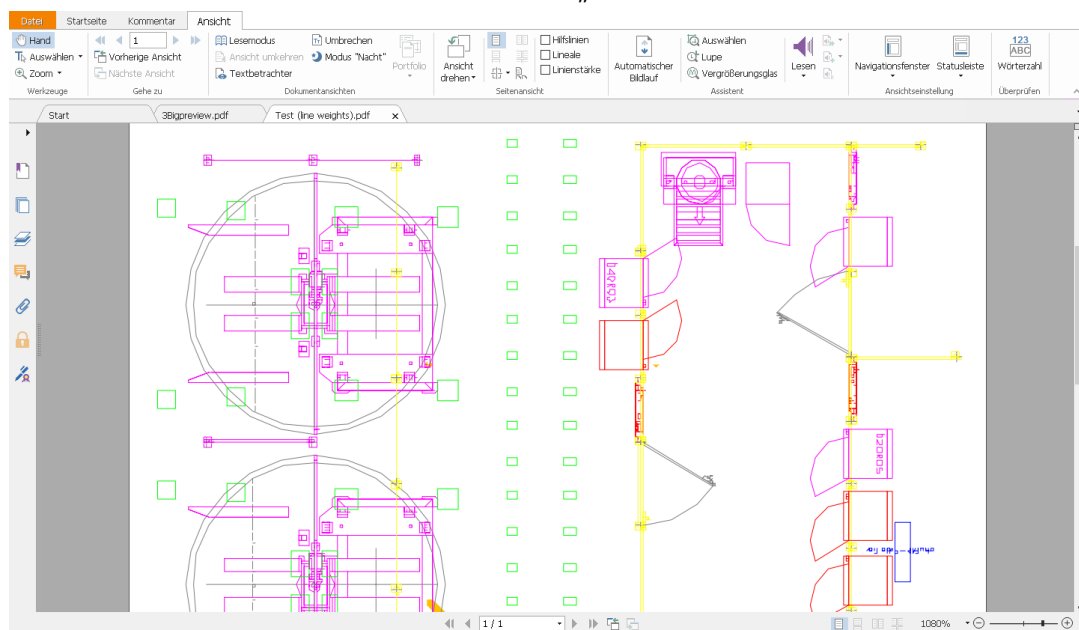 Datei Startseite Kommentar Ansicht
Hand 1 Lesemodus Umbrechen Hilfslinien Auswählen
Auswählen Vorherige Ansicht Ansicht umkehren Modus "Nacht" Portfolio Ansicht drehen Lineale Automatischer Bildlauf Lupe Lesen Navigationsfenster Statusleiste 123 ABC Wörterzahl
Zoom Nächste Ansicht Textbetrachter Linienstärke Vergrößerungsglas
Werkzeuge Gehe zu Dokumentansichten Seitenansicht Assistent Ansichtseinstellung Überprüfen
Start 3Bigpreview.pdf Test (line weights).pdf x
1 / 1 1080%